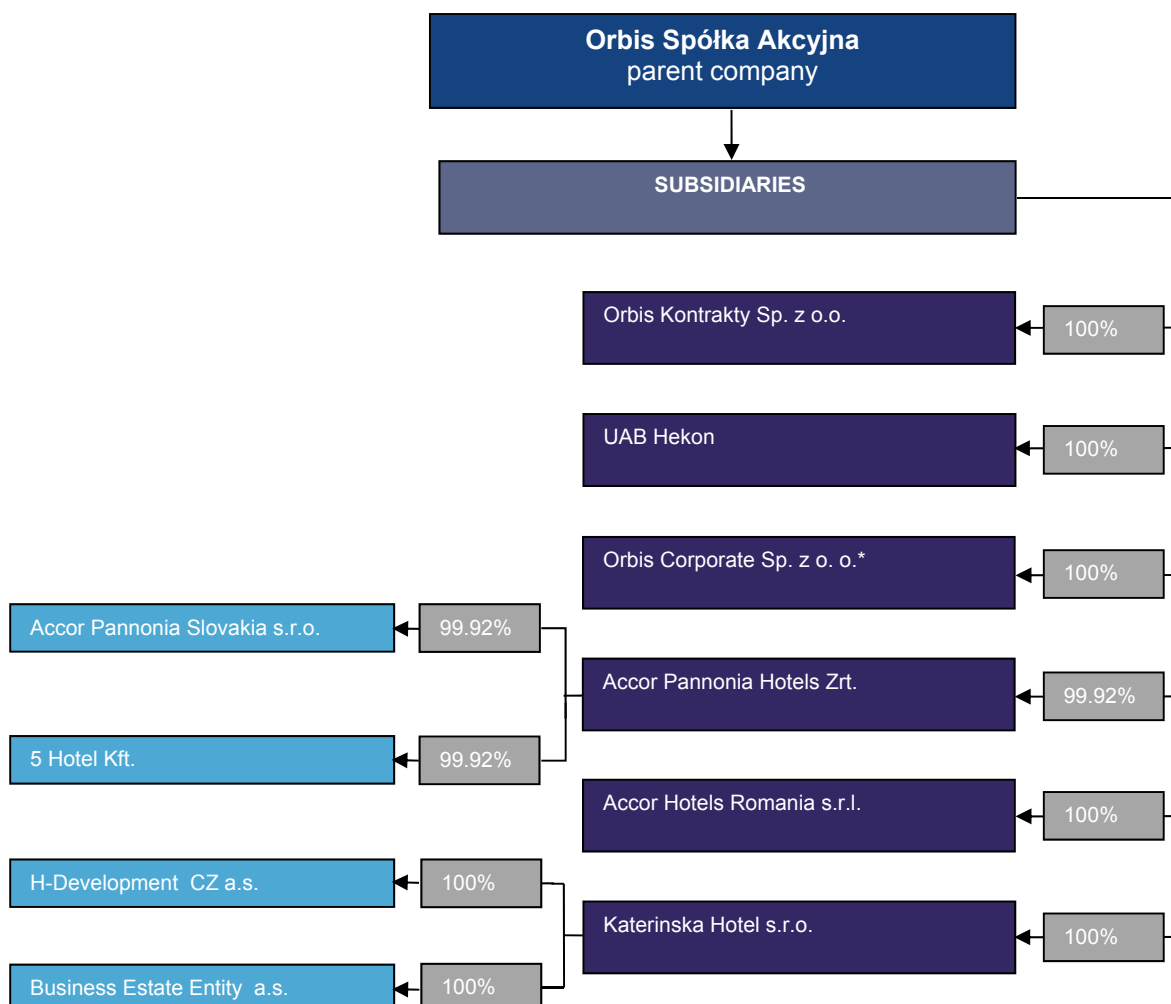 Orbis Spółka Akcyjna
parent company
SUBSIDIARIES
Orbis Kontrakty Sp. z o.o.
100%
UAB Hekon
100%
Orbis Corporate Sp. z o. o.*
100%
Accor Pannonia Slovakia s.r.o.
99.92%
Accor Pannonia Hotels Zrt.
99.92%
5 Hotel Kft.
99.92%
Accor Hotels Romania s.r.l.
100%
H-Development  CZ a.s.
100%
Katerinska Hotel s.r.o.
100%
Business Estate Entity  a.s.
100%